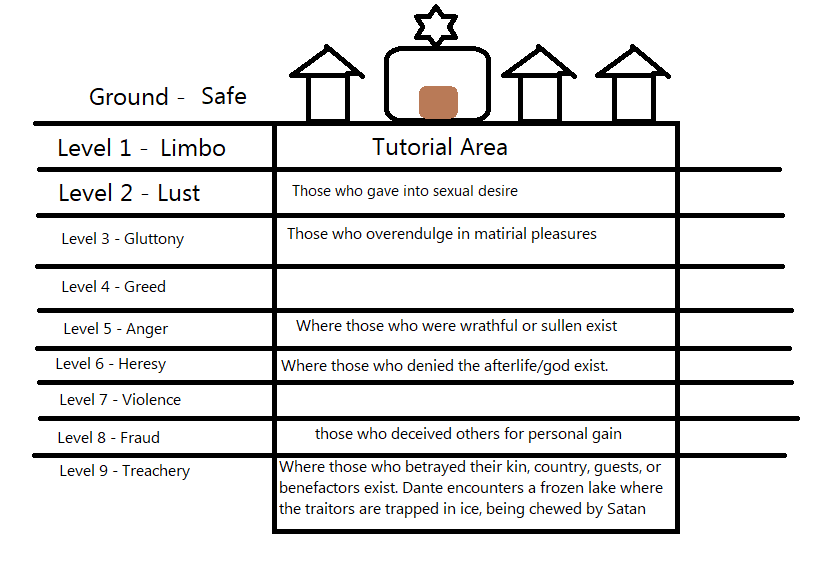 Ground - Safe
Level 1 - Limbo
Tutorial Area
Level 2 - Lust
Those who gave into sexual desire
Level 3 - Gluttony
Those who overendulge in matirial pleasures
Level 4 - Greed
Level 5 - Anger
Where those who were wrathful or sullen exist
Level 6 - Heresy
Where those who denied the afterlife/god exist.
Level 7 - Violence
Level 8 - Fraud
those who deceived others for personal gain
Level 9 - Treachery
Where those who betrayed their kin, country, guests, or
benefactors exist. Dante encounters a frozen lake where
the traitors are trapped in ice, being chewed by Satan